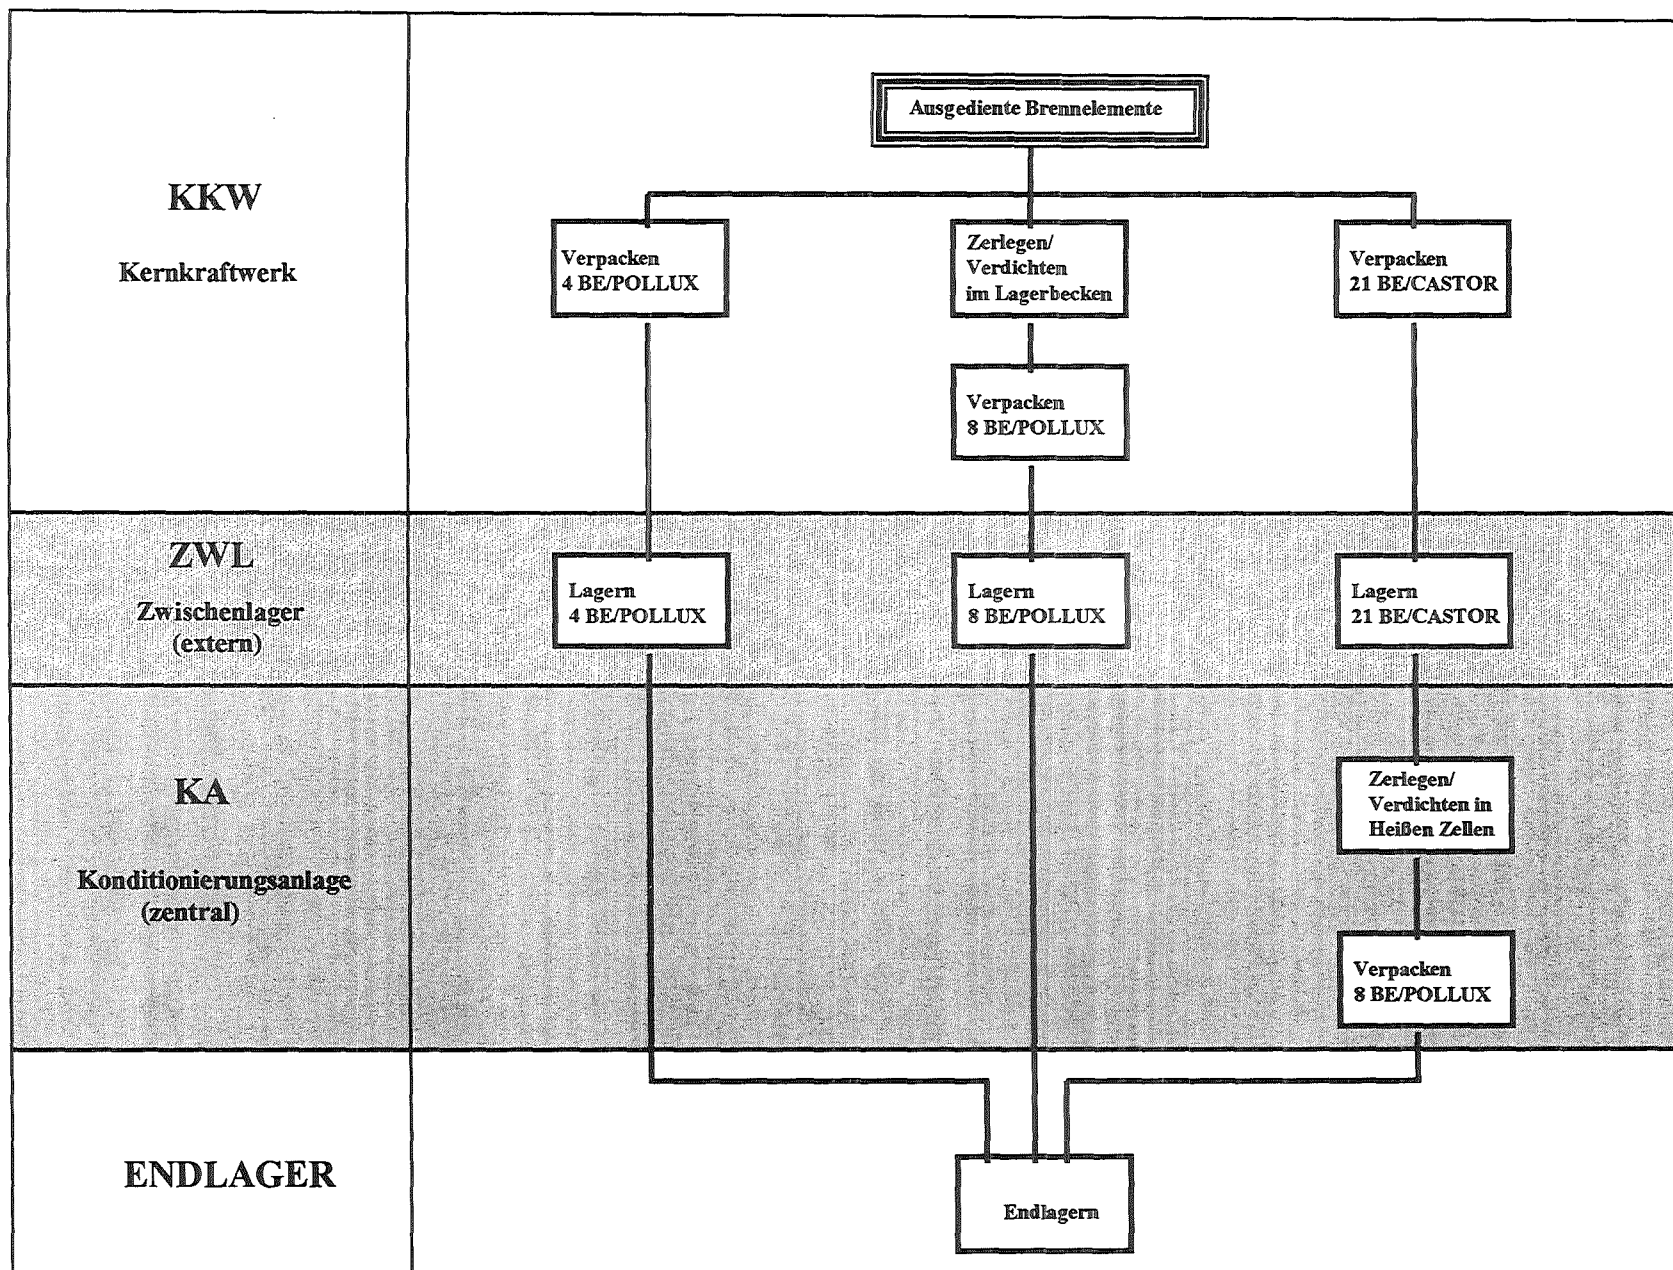 Ausgediente Brennelemente
KKW
Kernkraftwerk
Verpacken
4 BE/POLLUX
Zerlegen/
Verdichten
im Lagerbecken
Verpacken
21 BE/CASTOR
Verpacken
8 BE/POLLUX
ZWL
Zwischenlager
(extern)
Lagern
4 BE/POLLUX
Lagern
8 BE/POLLUX
Lagern
21 BE/CASTOR
KA
Konditionierungsanlage
(zentral)
Zerlegen/
Verdichten in
Heißen Zellen
Verpacken
8 BE/POLLUX
ENDLAGER
Endlagern